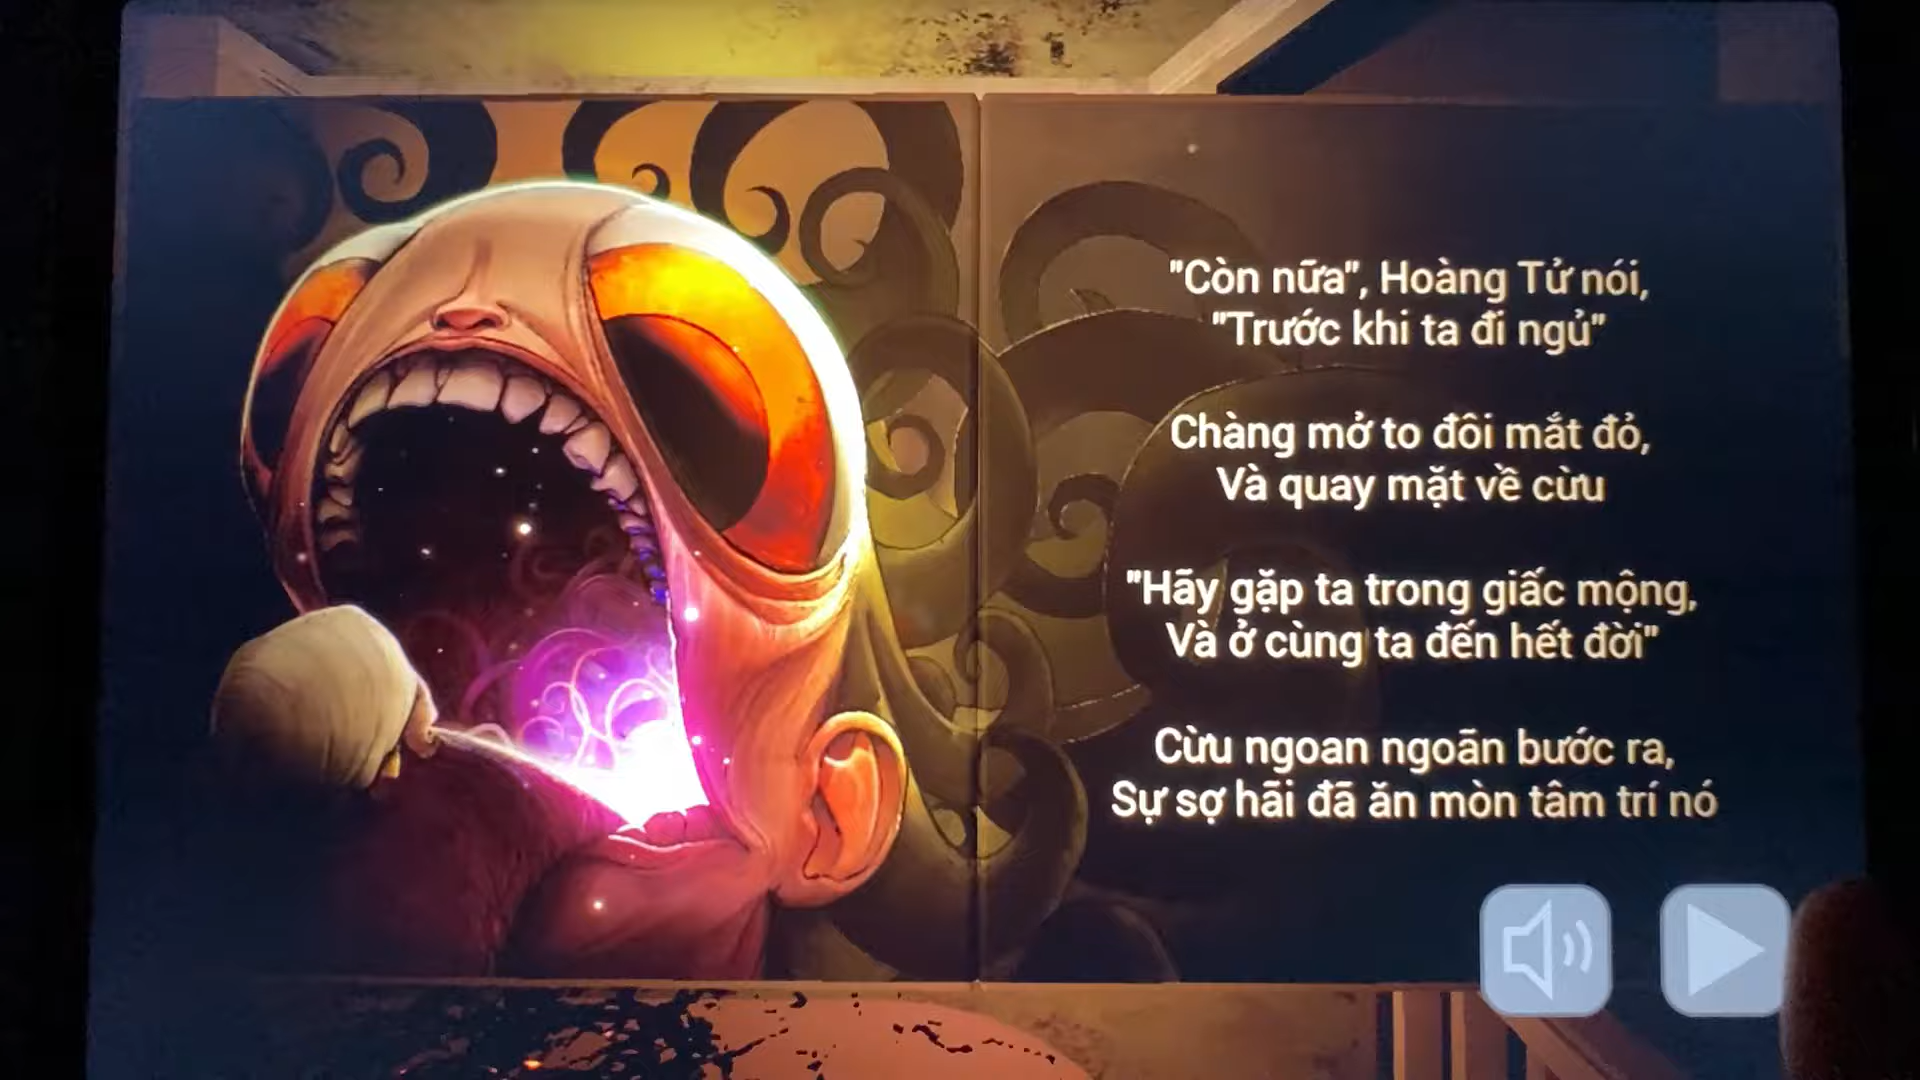 "Còn nữa", Hoàng Tử nói,
"Trước khi ta đi ngủ"
Chàng mở to đôi mắt đỏ,
Và quay mặt về cừu
"Hãy gặp ta trong giấc mộng,
Và ở cùng ta đến hết đời"
Cừu ngoan ngoãn bước ra,
Sự sợ hãi đã ăn mòn tâm trí nó